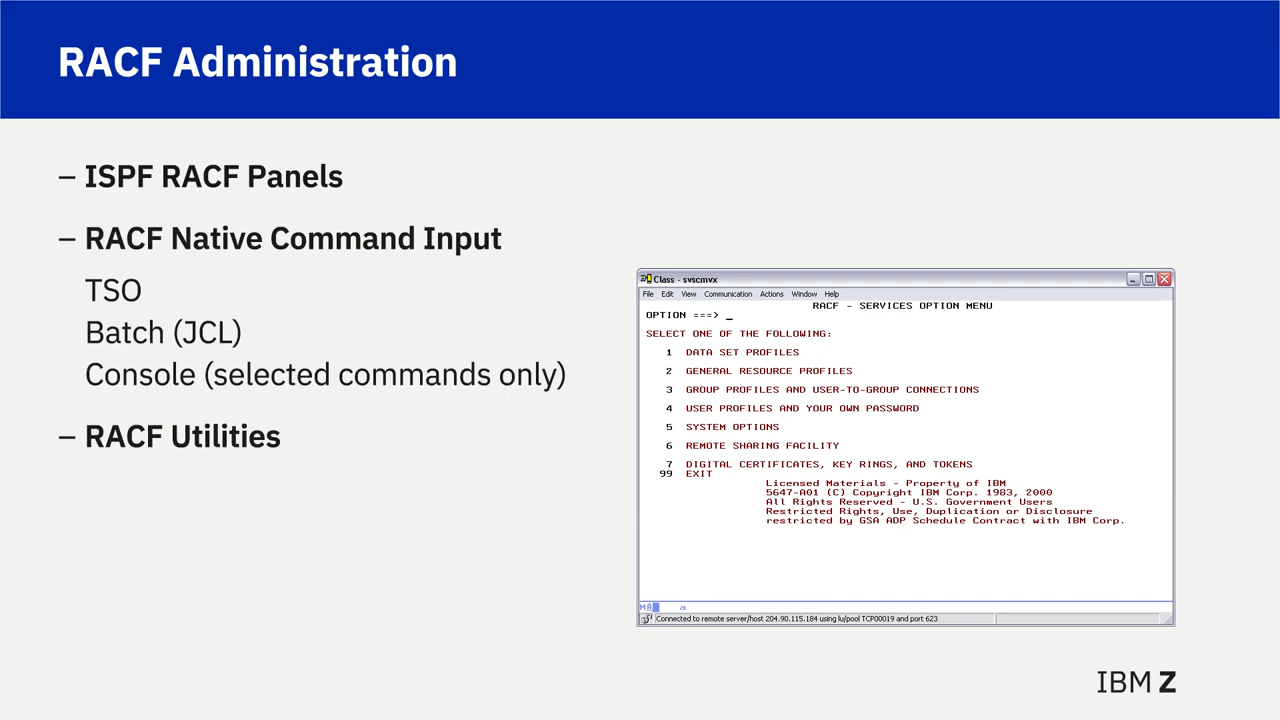 RACF Administration
– ISPF RACF Panels
– RACF Native Command Input
TSO
Batch (JCL)
Console (selected commands only)
– RACF Utilities
Class - svscmvx
File Edit View Communication Actions Window Help
RACF - SERVICES OPTION MENU
OPTION ===> _
SELECT ONE OF THE FOLLOWING:
1 DATA SET PROFILES
2 GENERAL RESOURCE PROFILES
3 GROUP PROFILES AND USER-TO-GROUP CONNECTIONS
4 USER PROFILES AND YOUR OWN PASSWORD
5 SYSTEM OPTIONS
6 REMOTE SHARING FACILITY
7 DIGITAL CERTIFICATES, KEY RINGS, AND TOKENS
99 EXIT
Licensed Materials - Property of IBM
5647-A01 (C) Copyright IBM Corp. 1983, 2000
All Rights Reserved - U.S. Government Users
Restricted Rights, Use, Duplication or Disclosure
restricted by GSA ADP Schedule Contract with IBM Corp.
MA a
Connected to remote server/host 204.90.115.184 using lu/pool TCP00019 and port 623
IBM Z